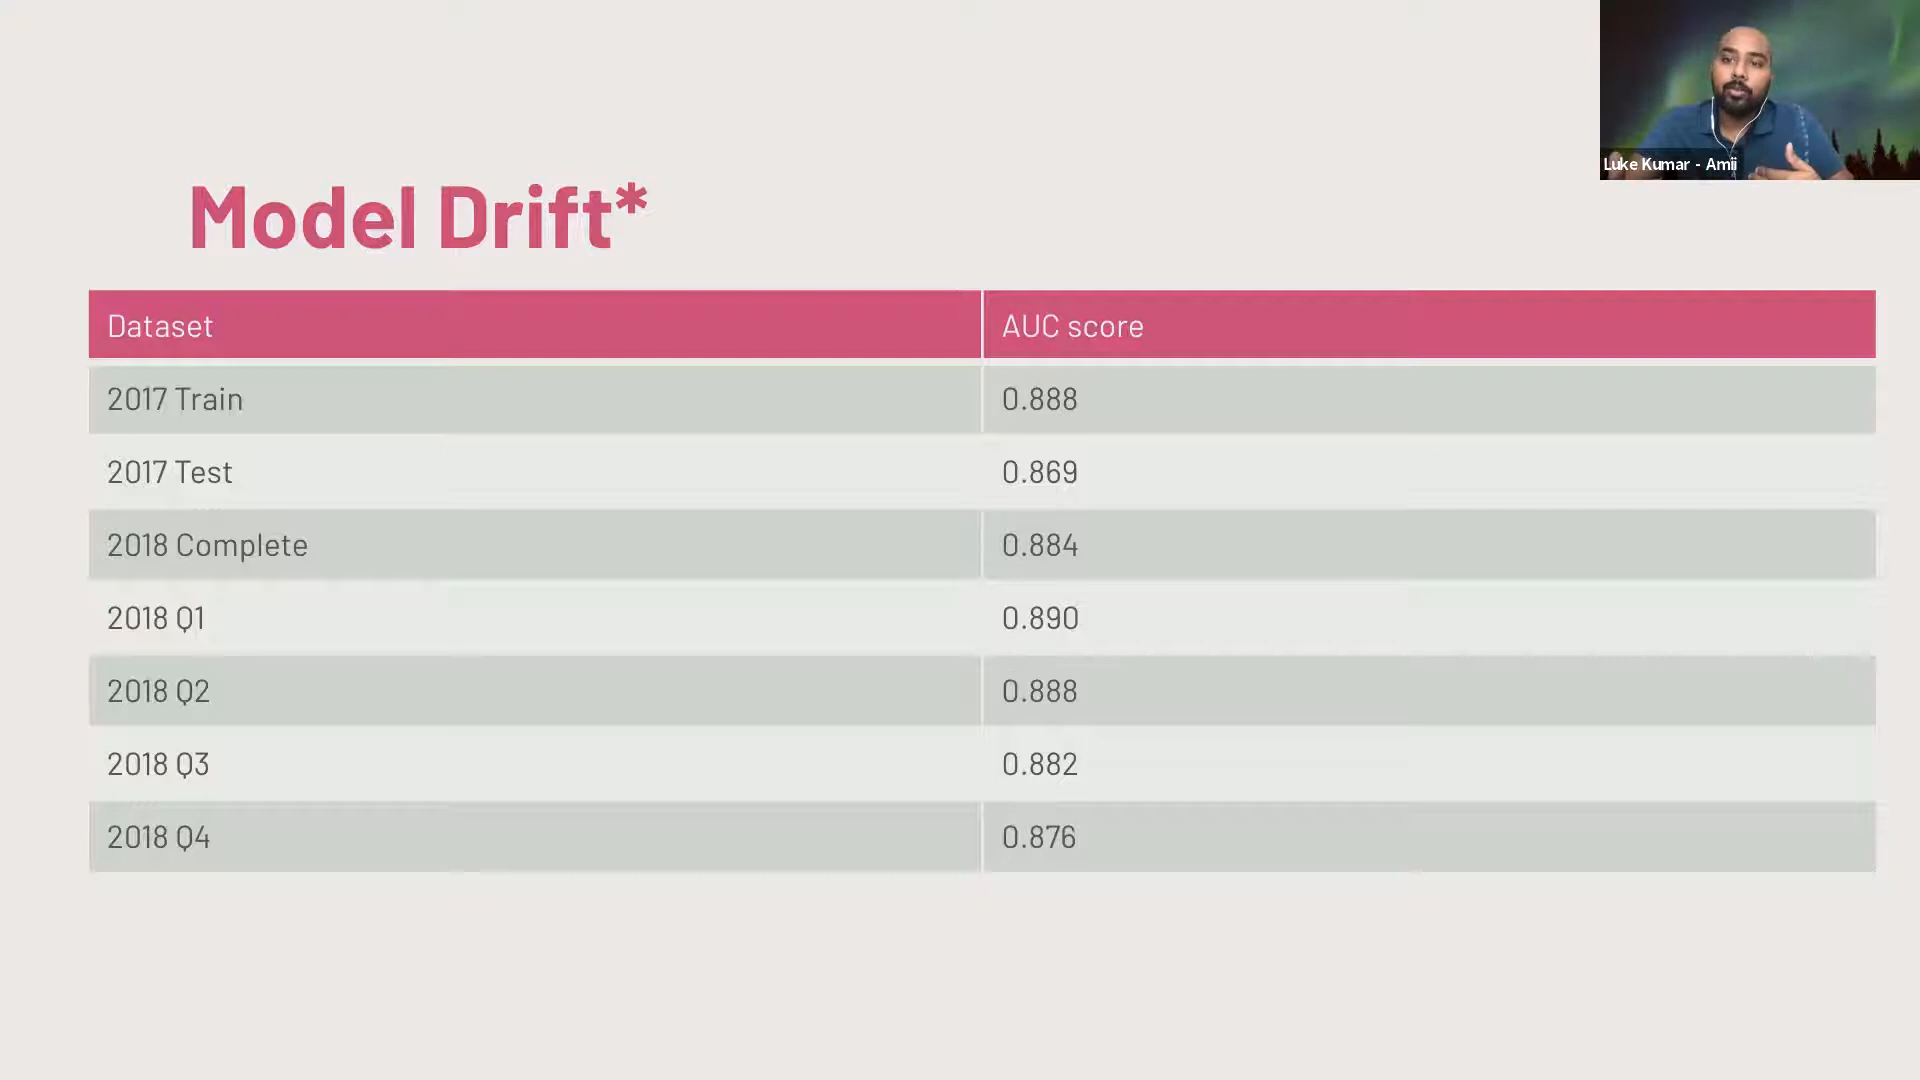 Luke Kumar - Amii
Model Drift*
Dataset AUC score
2017 Train 0.888
2017 Test 0.869
2018 Complete 0.884
2018 Q1 0.890
2018 Q2 0.888
2018 Q3 0.882
2018 Q4 0.876